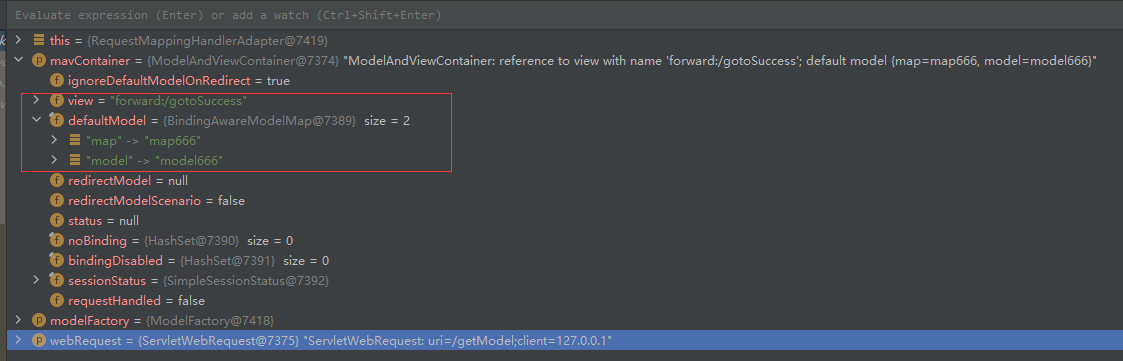 Evaluate expression (Enter) or add a watch (Ctrl+Shift+Enter)
this = {RequestMappingHandlerAdapter@7419}
mavContainer = {ModelAndViewContainer@7374} "ModelAndViewContainer: reference to view with name 'forward:/gotoSuccess'; default model {map=map666, model=model666}"
ignoreDefaultModelOnRedirect = true
view = "forward:/gotoSuccess"
defaultModel = {BindingAwareModelMap@7389} size = 2
"map" -> "map666"
"model" -> "model666"
redirectModel = null
redirectModelScenario = false
status = null
noBinding = {HashSet@7390} size = 0
bindingDisabled = {HashSet@7391} size = 0
sessionStatus = {SimpleSessionStatus@7392}
requestHandled = false
modelFactory = {ModelFactory@7418}
webRequest = {ServletWebRequest@7375} "ServletWebRequest: uri=/getModel;client=127.0.0.1"